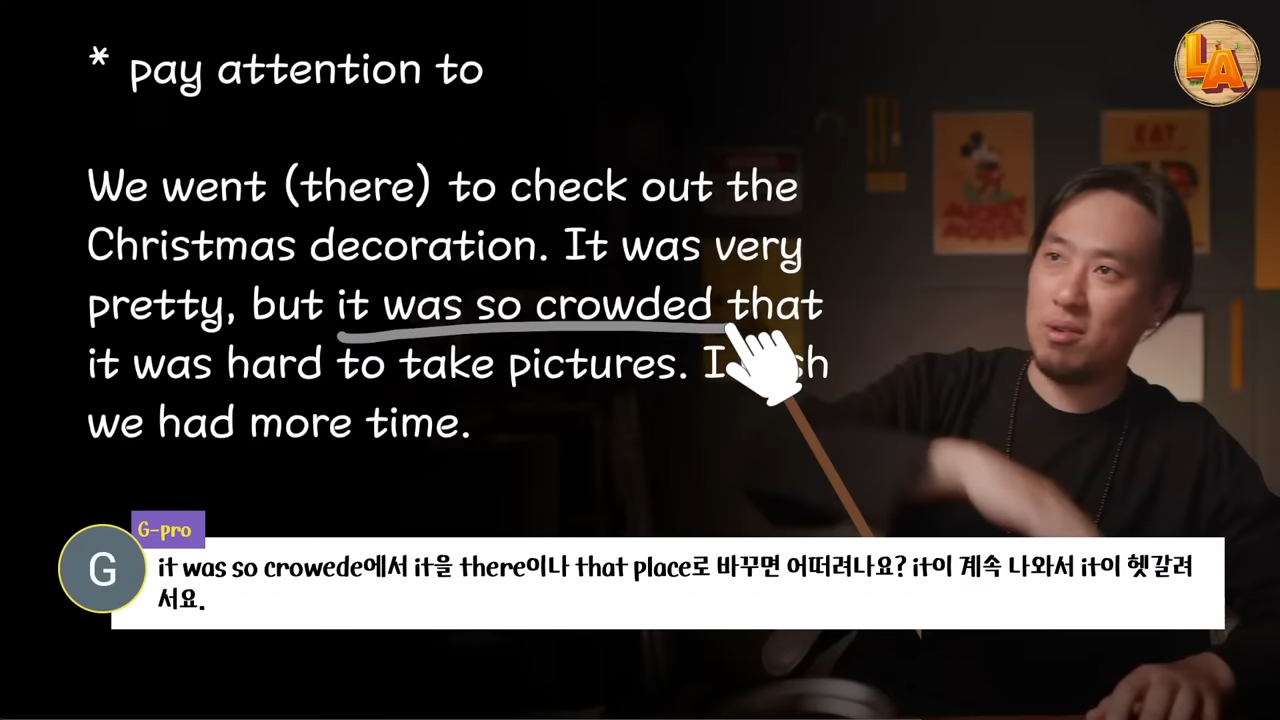 * pay attention to
We went (there) to check out the
Christmas decoration. It was very
pretty, but it was so crowded that
it was hard to take pictures. I
we had more time.
LA
EAT
MICKEY
MOUSE
G-pro
G
it was so crowede에서 it을 there이나 that place로 바꾸면 어떠려나요? it이 계속 나와서 it이 헷갈려
서요.